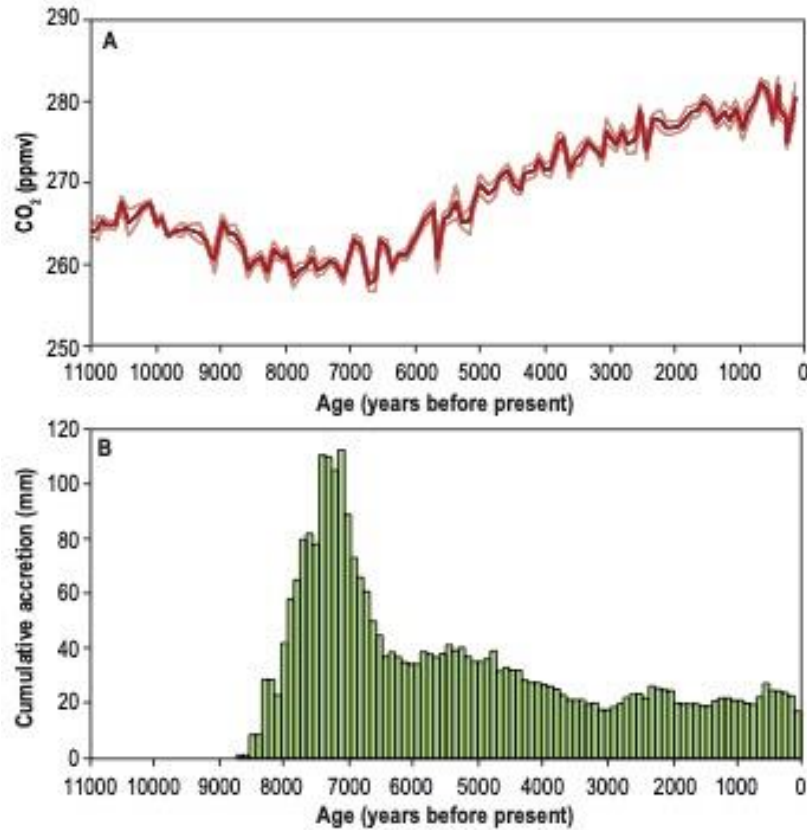 290
A
280
270
260
250
CO₂ (ppmv)
11000 10000 9000 8000 7000 6000 5000 4000 3000 2000 1000 0
Age (years before present)
120
B
100
80
60
40
20
0
Cumulative accretion (mm)
11000 10000 9000 8000 7000 6000 5000 4000 3000 2000 1000 0
Age (years before present)